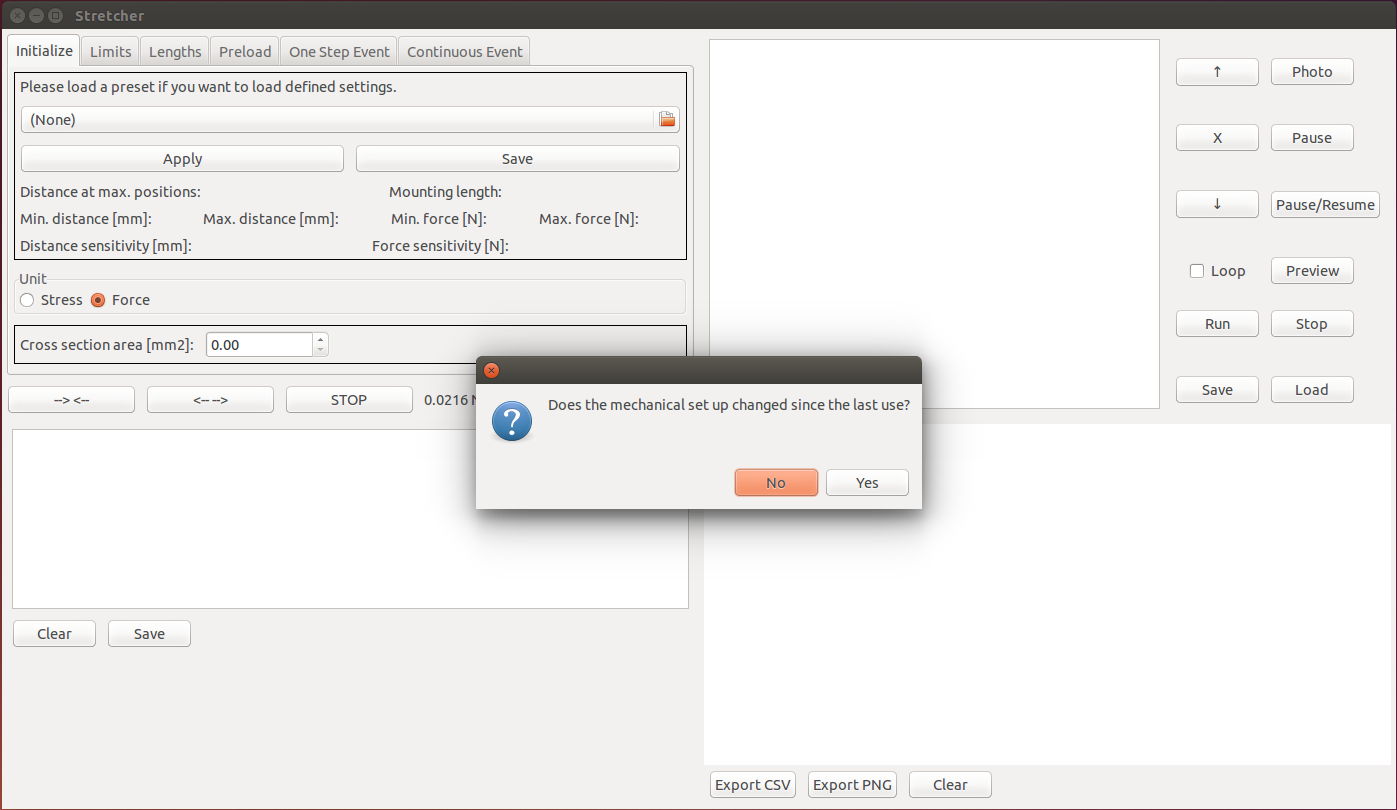 Stretcher
Initialize Limits Lengths Preload One Step Event Continuous Event
Please load a preset if you want to load defined settings.
(None)
Apply Save
Distance at max. positions: Mounting length:
Min. distance [mm]: Max. distance [mm]: Min. force [N]: Max. force [N]:
Distance sensitivity [mm]: Force sensitivity [N]:
Unit
Stress Force
Cross section area [mm2]: 0.00
--> <-- <-- --> STOP 0.0216
Clear Save
↑ Photo
X Pause
↓ Pause/Resume
Loop Preview
Run Stop
Save Load
Does the mechanical set up changed since the last use?
No Yes
Export CSV Export PNG Clear